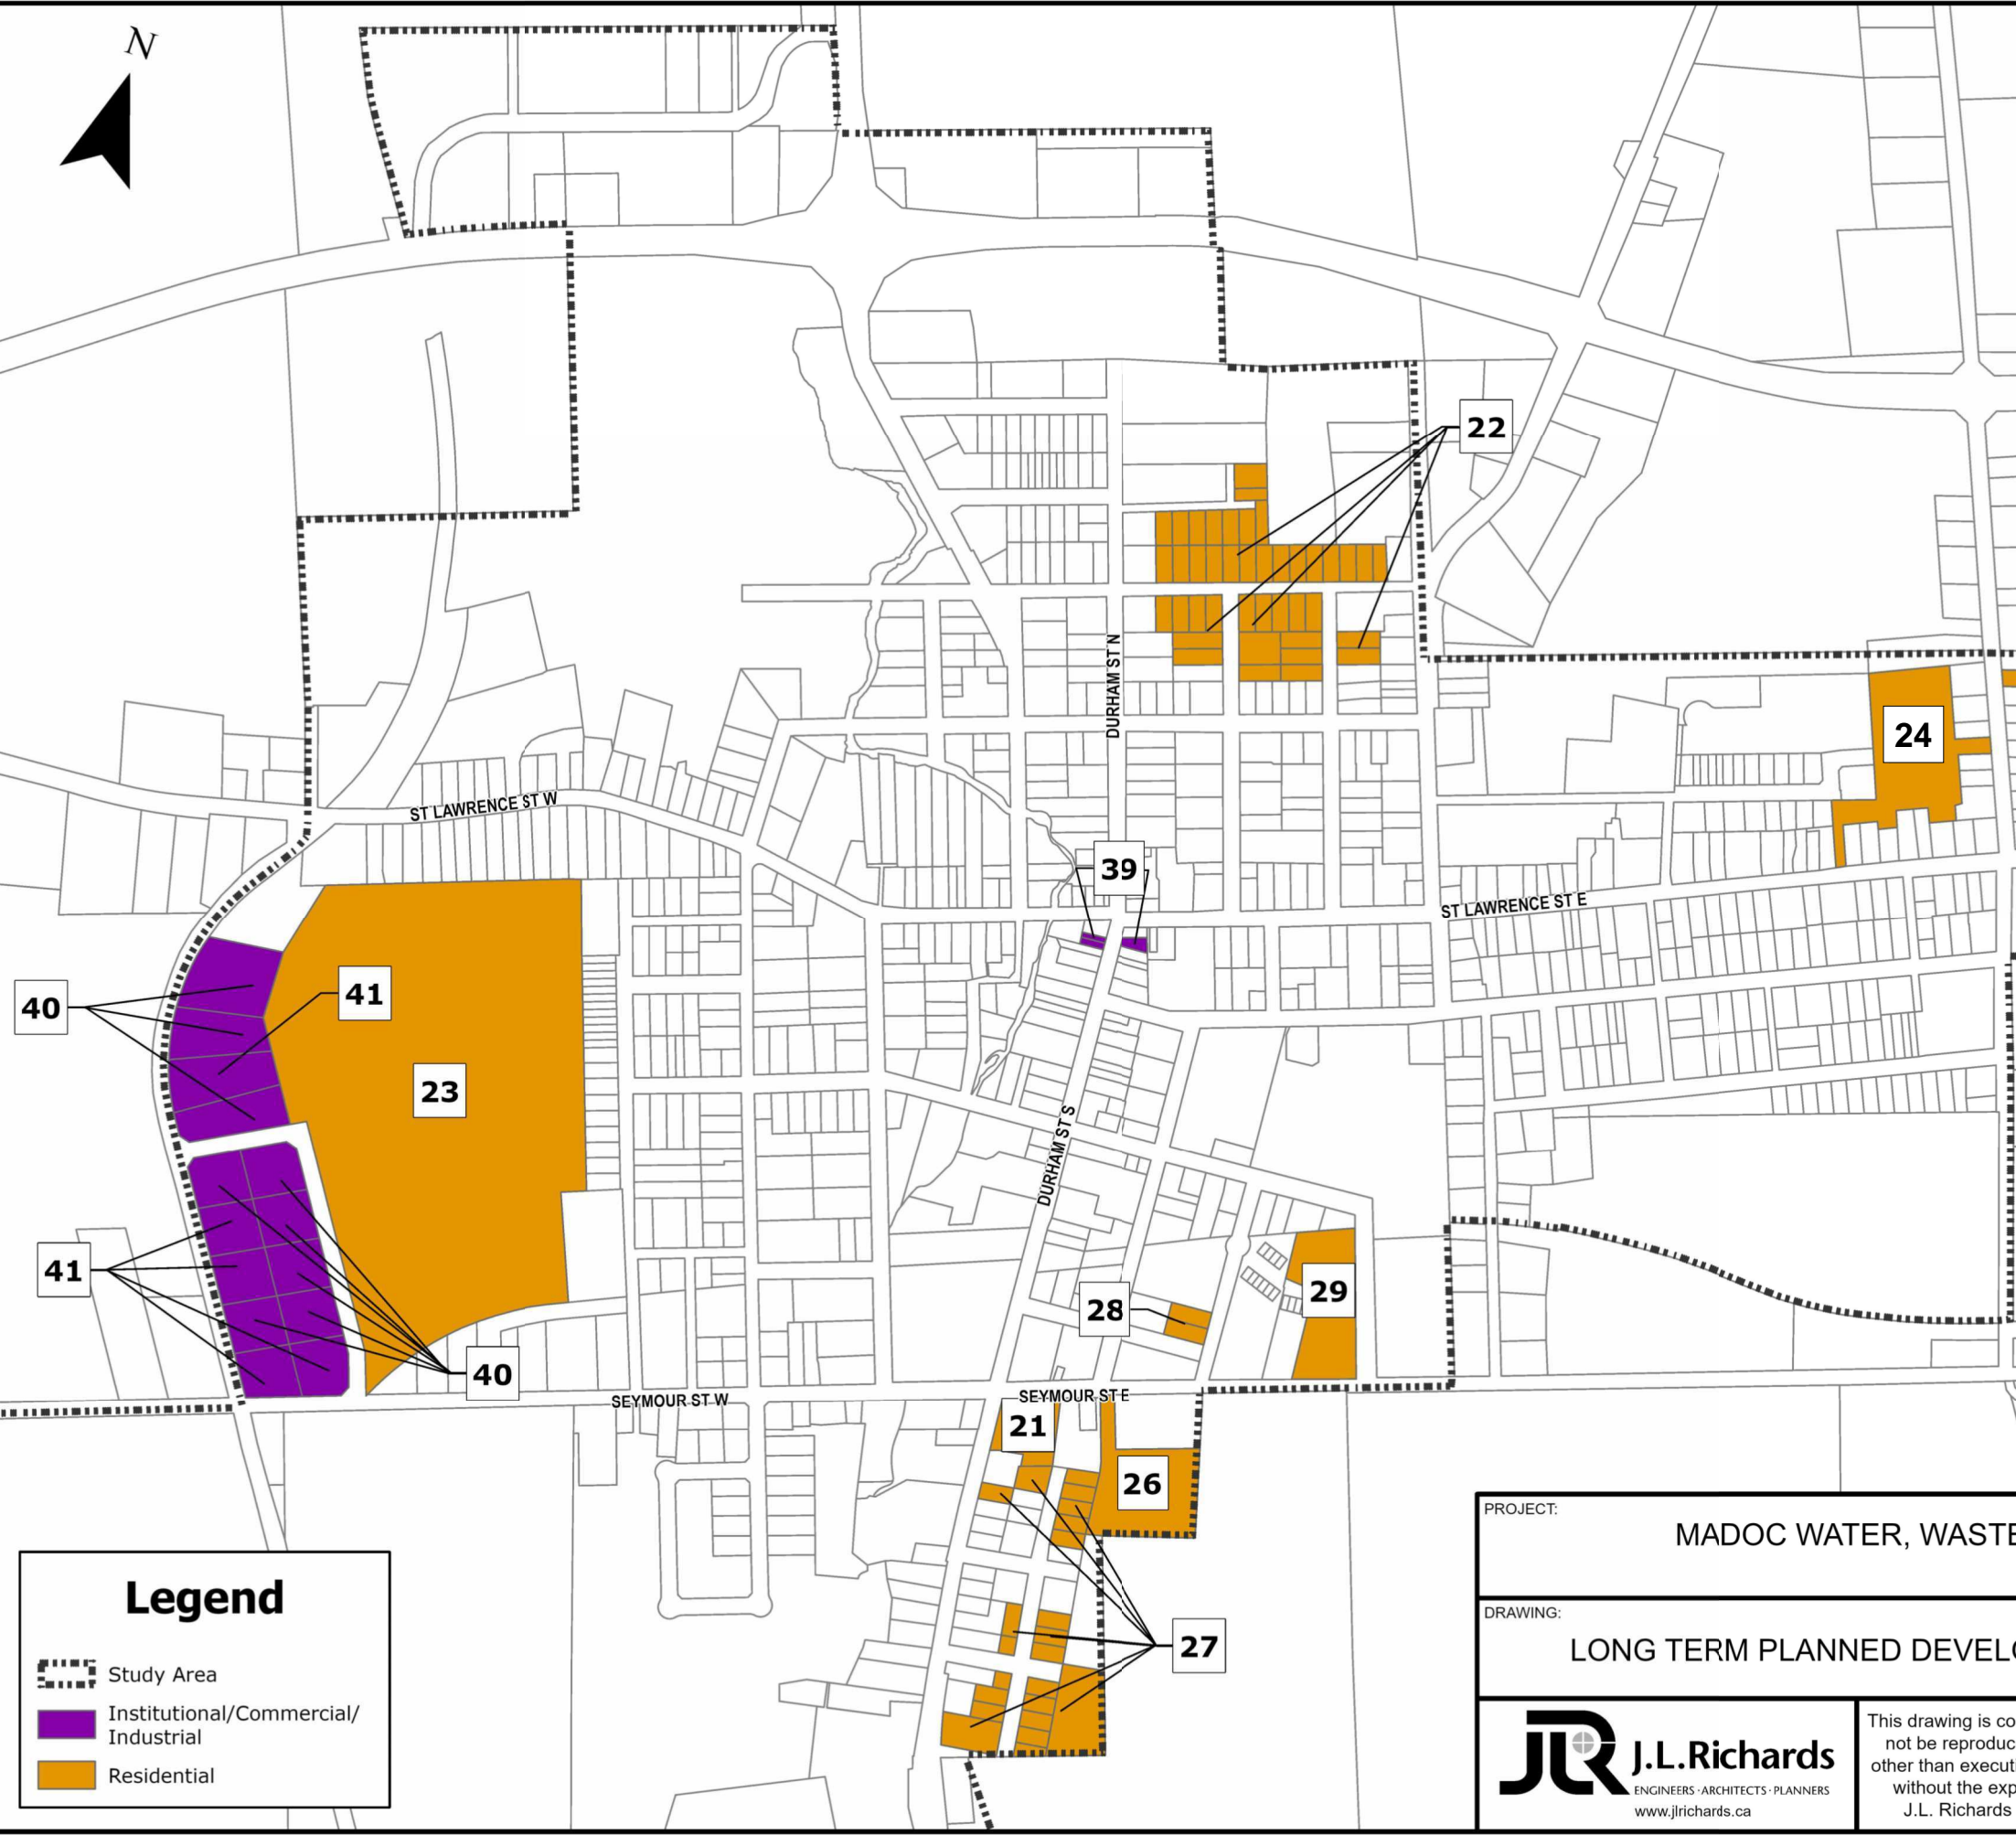 N
22
DURHAM ST N
24
ST LAWRENCE ST W
39
ST LAWRENCE ST E
40
41
23
DURHAM ST S
41
28
29
40
SEYMOUR ST W
SEYMOUR ST E
21
26
27
Legend
Study Area
Institutional/Commercial/
Industrial
Residential
PROJECT:
MADOC WATER, WASTE
DRAWING:
LONG TERM PLANNED DEVEL
JLR
J.L.Richards
ENGINEERS · ARCHITECTS · PLANNERS
www.jlrichards.ca
This drawing is co
not be reproduc
other than execut
without the exp
J.L. Richards